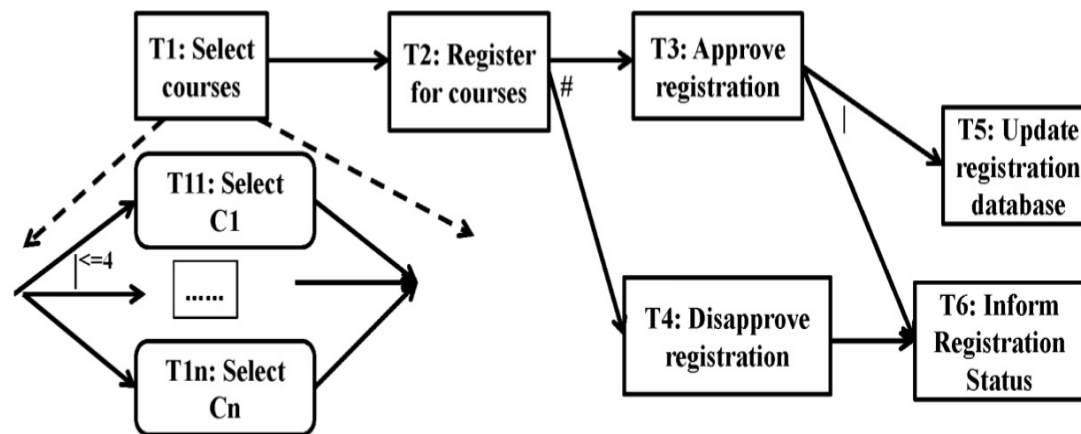 T1: Select
courses
T2: Register
for courses
#
T3: Approve
registration
|
T5: Update
registration
database
T11: Select
C1
|<=4
......
T1n: Select
Cn
T4: Disapprove
registration
T6: Inform
Registration
Status